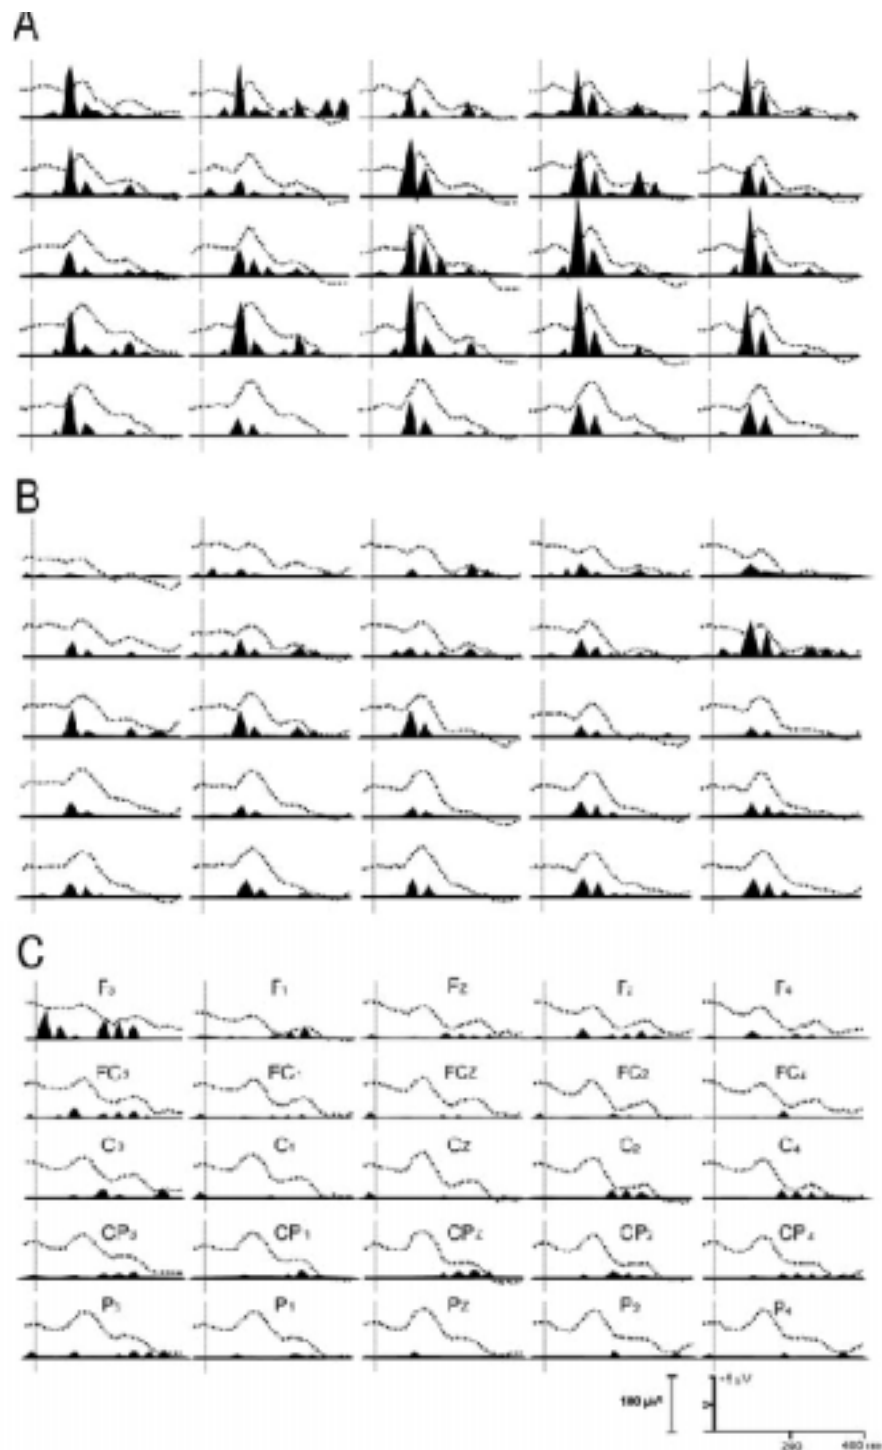 A
B
C
F₃ F₁ FZ F₂ F₄
FC₃ FC₁ FCZ FC₂ FC₄
C₃ C₁ CZ C₂ C₄
CP₃ CP₁ CPZ CP₂ CP₄
P₃ P₁ PZ P₂ P₄
200